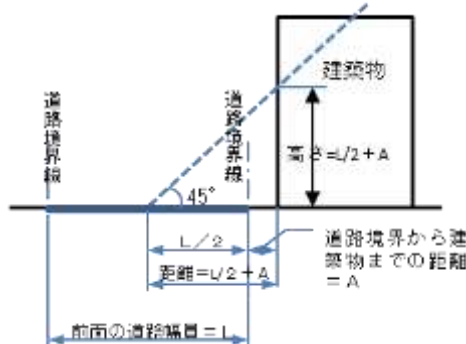 建築物
道路境界線
道路境界線
高さ=L/2+A
45°
L/2
距離=L/2+A
道路境界から建
築物までの距離
=A
前面の道路幅員=L